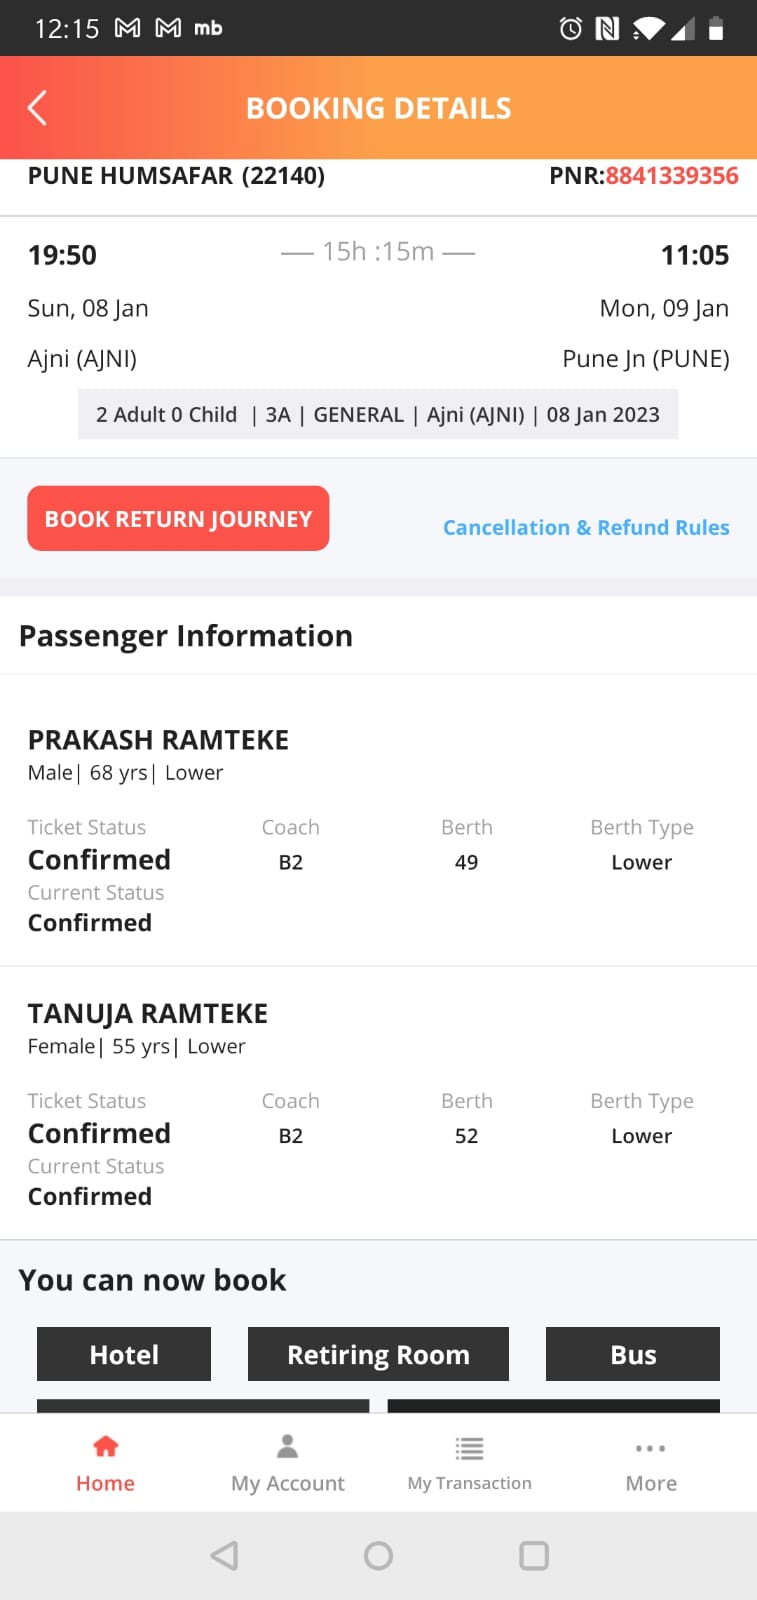 12:15 mb
BOOKING DETAILS
PUNE HUMSAFAR (22140) PNR:8841339356
19:50 — 15h :15m — 11:05
Sun, 08 Jan Mon, 09 Jan
Ajni (AJNI) Pune Jn (PUNE)
2 Adult 0 Child | 3A | GENERAL | Ajni (AJNI) | 08 Jan 2023
BOOK RETURN JOURNEY Cancellation & Refund Rules
Passenger Information
PRAKASH RAMTEKE
Male| 68 yrs| Lower
Ticket Status Coach Berth Berth Type
Confirmed B2 49 Lower
Current Status
Confirmed
TANUJA RAMTEKE
Female| 55 yrs| Lower
Ticket Status Coach Berth Berth Type
Confirmed B2 52 Lower
Current Status
Confirmed
You can now book
Hotel Retiring Room Bus
Home My Account My Transaction More